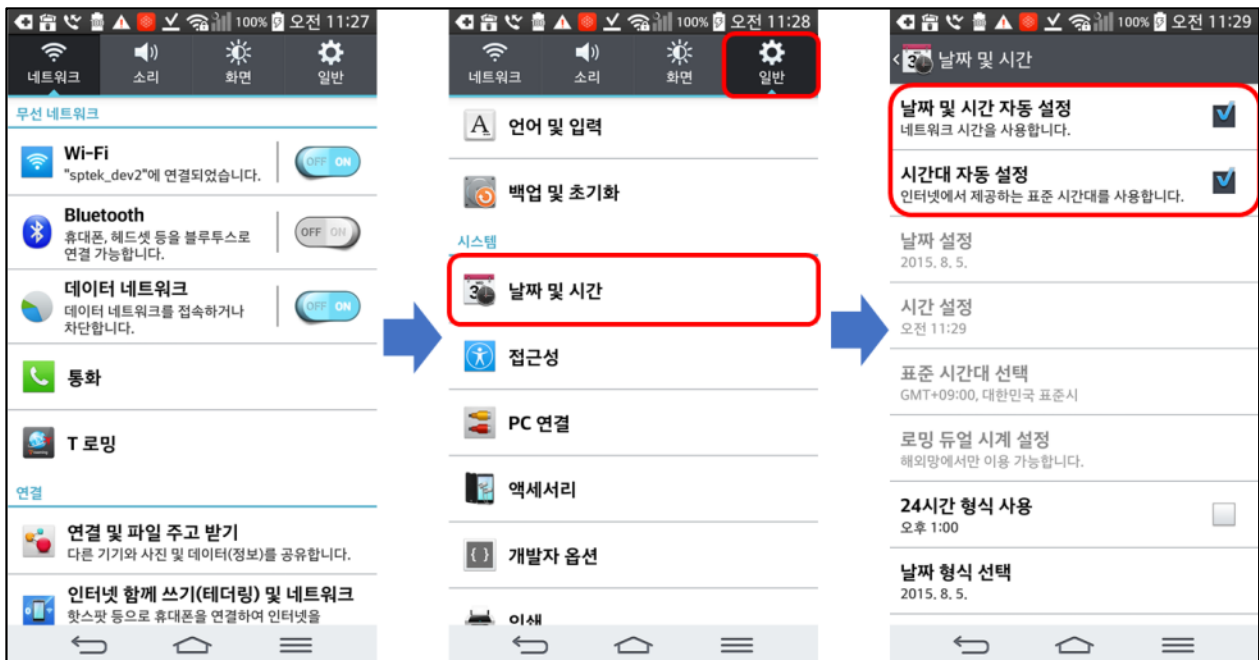 100% 오전 11:27
네트워크 소리 화면 일반
무선 네트워크
Wi-Fi
"sptek_dev2"에 연결되었습니다.
OFF ON
Bluetooth
휴대폰, 헤드셋 등을 블루투스로
연결 가능합니다.
OFF ON
데이터 네트워크
데이터 네트워크를 접속하거나
차단합니다.
OFF ON
통화
T 로밍
연결
연결 및 파일 주고 받기
다른 기기와 사진 및 데이터(정보)를 공유합니다.
인터넷 함께 쓰기(테더링) 및 네트워크
핫스팟 등으로 휴대폰을 연결하여 인터넷을
100% 오전 11:28
네트워크 소리 화면 일반
A 언어 및 입력
백업 및 초기화
시스템
날짜 및 시간
접근성
PC 연결
액세서리
{ } 개발자 옵션
인쇄
100% 오전 11:29
날짜 및 시간
날짜 및 시간 자동 설정
네트워크 시간을 사용합니다.
시간대 자동 설정
인터넷에서 제공하는 표준 시간대를 사용합니다.
날짜 설정
2015. 8. 5.
시간 설정
오전 11:29
표준 시간대 선택
GMT+09:00, 대한민국 표준시
로밍 듀얼 시계 설정
해외망에서만 이용 가능합니다.
24시간 형식 사용
오후 1:00
날짜 형식 선택
2015. 8. 5.